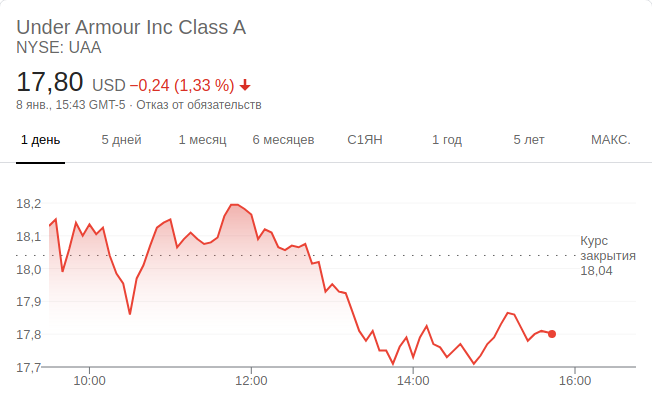 Under Armour Inc Class A
NYSE: UAA
17,80 USD −0,24 (1,33 %)
8 янв., 15:43 GMT-5 · Отказ от обязательств
1 день 5 дней 1 месяц 6 месяцев С1ЯН 1 год 5 лет МАКС.
18,2
18,1
18,0
17,9
17,8
17,7
Курс
закрытия
18,04
10:00 12:00 14:00 16:00